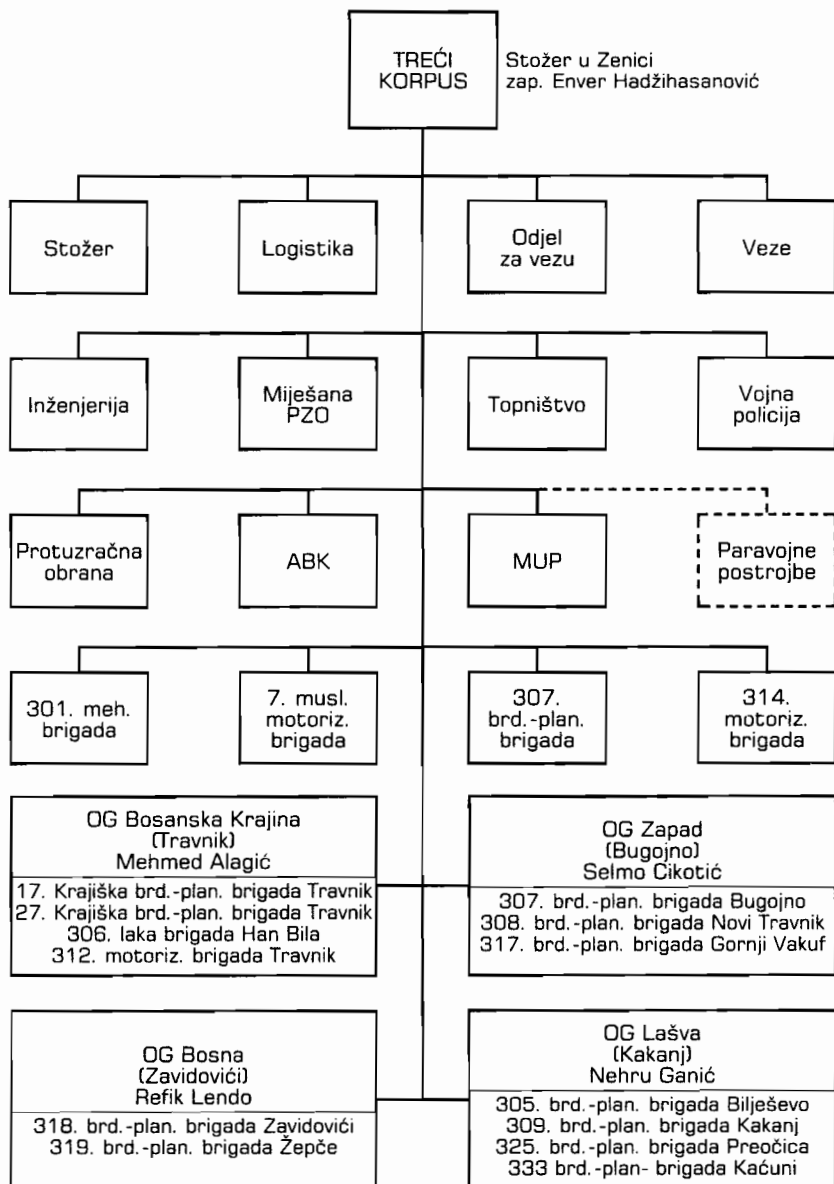 TREĆI
KORPUS
Stožer u Zenici
zap. Enver Hadžihasanović
Stožer
Logistika
Odjel
za vezu
Veze
Inženjerija
Miješana
PZO
Topništvo
Vojna
policija
Protuzračna
obrana
ABK
MUP
Paravojne
postrojbe
301. meh.
brigada
7. musl.
motoriz.
brigada
307.
brd.-plan.
brigada
314.
motoriz.
brigada
OG Bosanska Krajina
(Travnik)
Mehmed Alagić
17. Krajiška brd.-plan. brigada Travnik
27. Krajiška brd.-plan. brigada Travnik
306. laka brigada Han Bila
312. motoriz. brigada Travnik
OG Zapad
(Bugojno)
Selmo Cikotić
307. brd.-plan. brigada Bugojno
308. brd.-plan. brigada Novi Travnik
317. brd.-plan. brigada Gornji Vakuf
OG Bosna
(Zavidovići)
Refik Lendo
318. brd.-plan. brigada Zavidovići
319. brd.-plan. brigada Žepče
OG Lašva
(Kakanj)
Nehru Ganić
305. brd.-plan. brigada Bilješevo
309. brd.-plan. brigada Kakanj
325. brd.-plan. brigada Preočica
333 brd.-plan- brigada Kaćuni